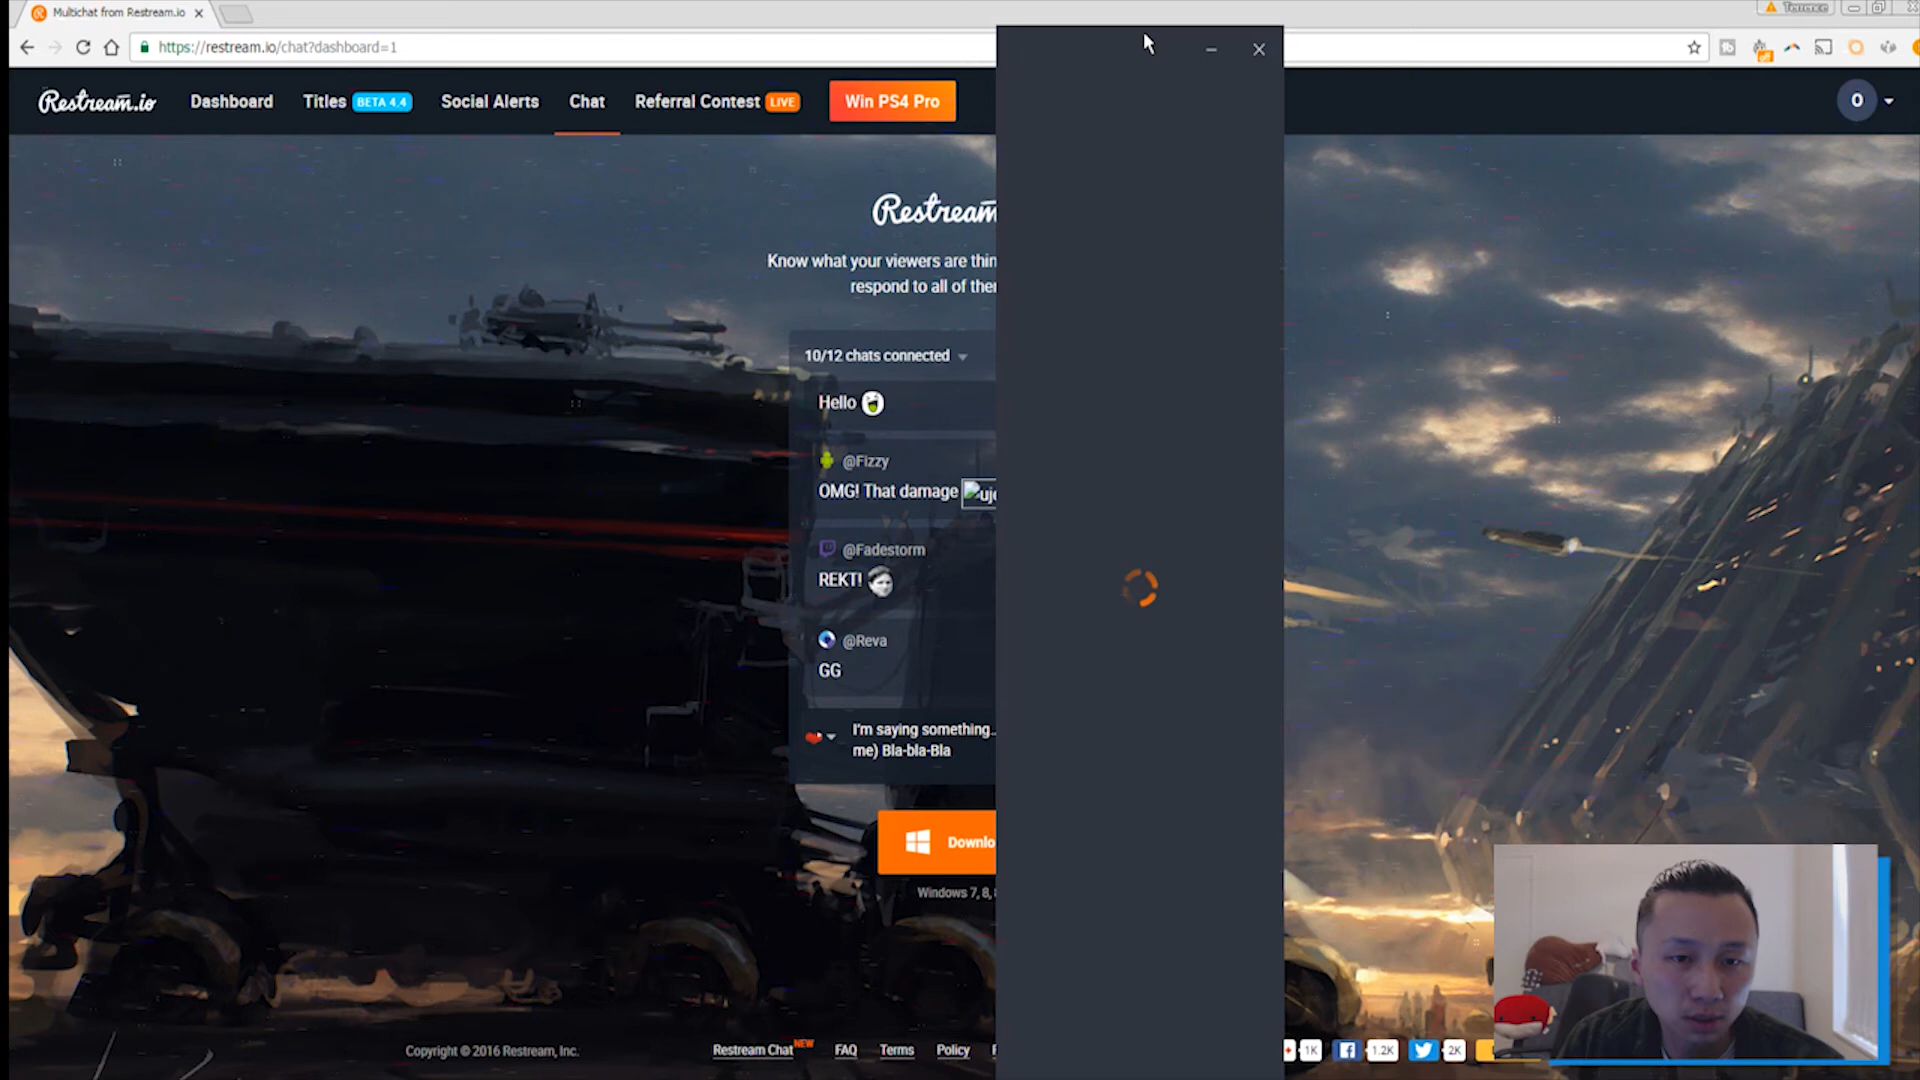 Multichat from Restream.io
Terrence
https://restream.io/chat?dashboard=1
Restream.io
Dashboard
Titles BETA 4.4
Social Alerts
Chat
Referral Contest LIVE
Win PS4 Pro
0
Restream
Know what your viewers are thin
respond to all of the
10/12 chats connected
Hello
@Fizzy
OMG! That damage
@Fadestorm
REKT!
@Reva
GG
I'm saying something..
me) Bla-bla-Bla
Downlo
Windows 7, 8,
Copyright © 2016 Restream, Inc.
Restream Chat NEW
FAQ
Terms
Policy
1K
1.2K
2K